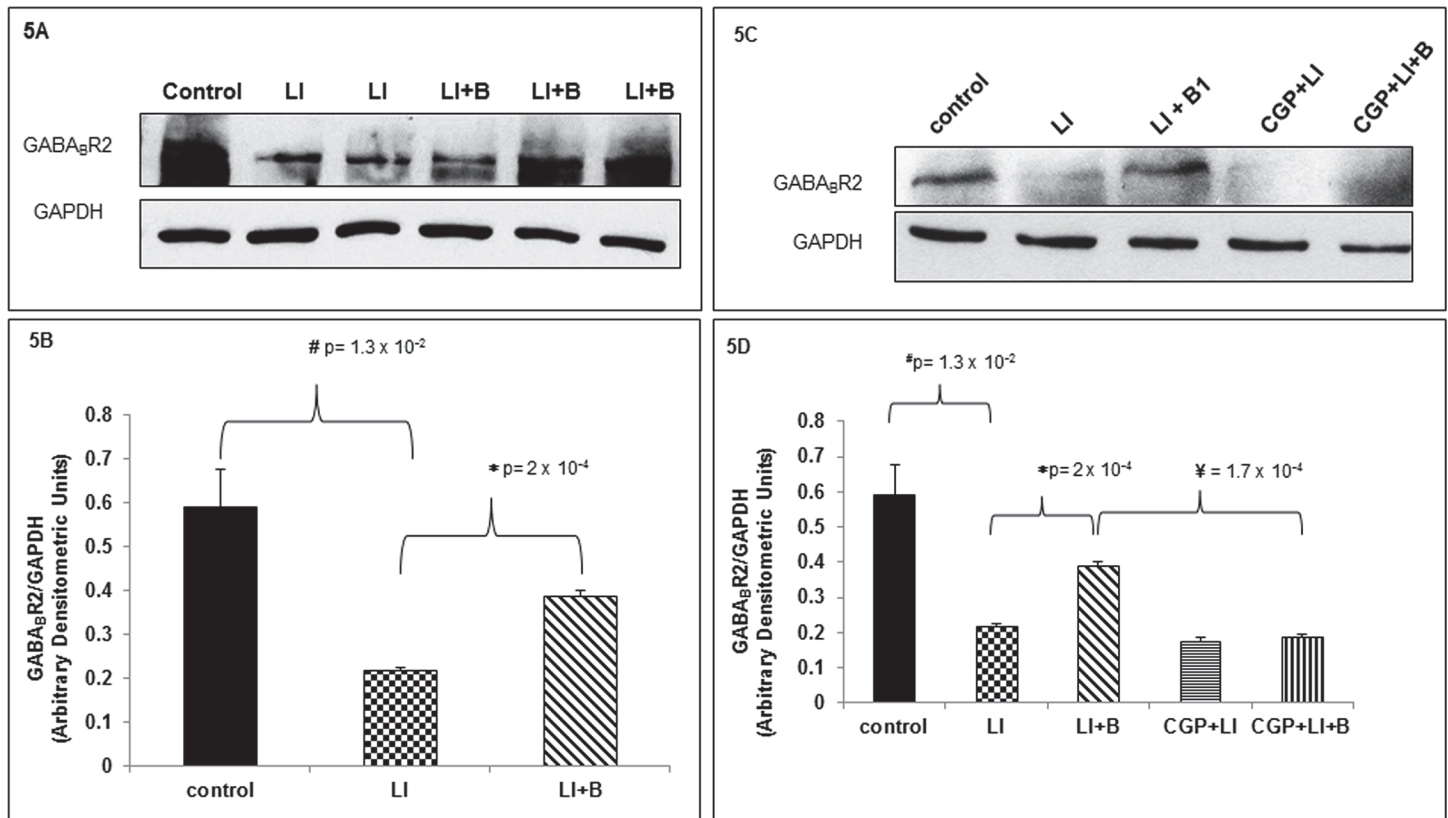 5A
Control LI LI LI+B LI+B LI+B
GABABR2
GAPDH
5C
control LI LI + B1 CGP+LI CGP+LI+B
GABABR2
GAPDH
5B
# p= 1.3 x 10-2
* p= 2 x 10-4
GABABR2/GAPDH
(Arbitrary Densitometric Units)
0.8
0.7
0.6
0.5
0.4
0.3
0.2
0.1
0
control LI LI+B
5D
#p= 1.3 x 10-2
*p= 2 x 10-4
¥ = 1.7 x 10-4
GABABR2/GAPDH
(Arbitrary Densitometric Units)
0.8
0.7
0.6
0.5
0.4
0.3
0.2
0.1
0
control LI LI+B CGP+LI CGP+LI+B